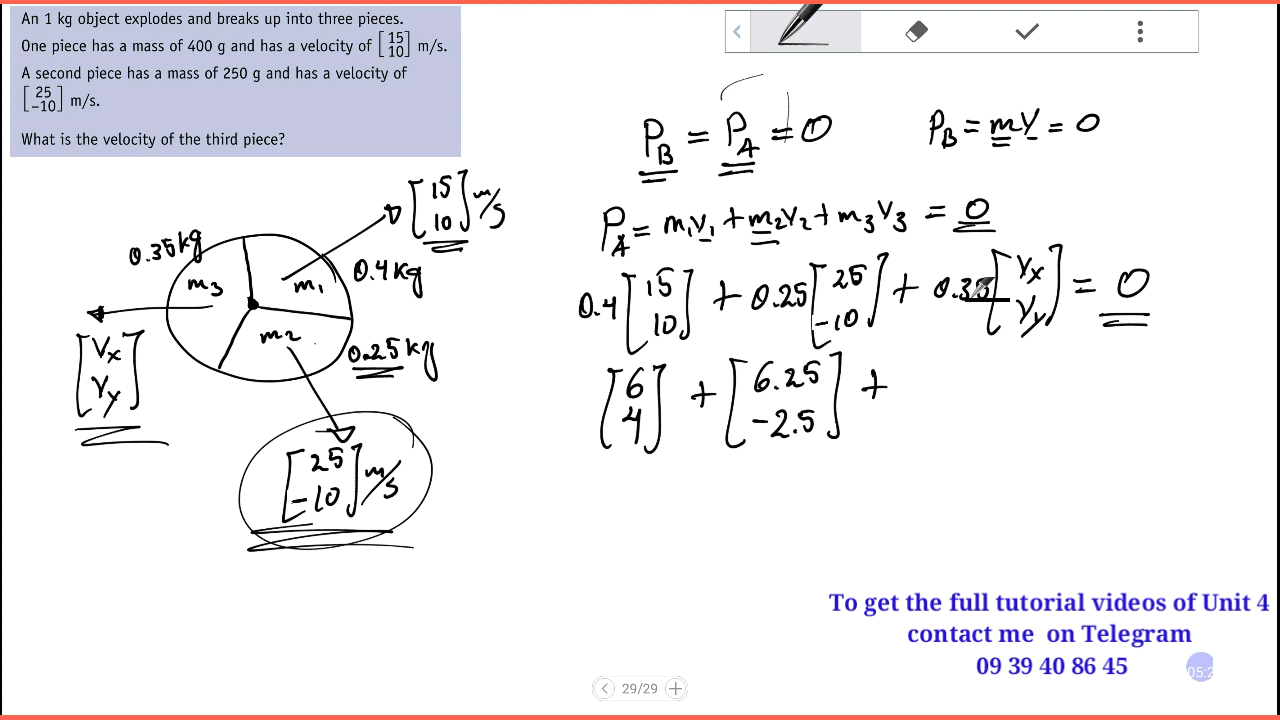 An 1 kg object explodes and breaks up into three pieces.
One piece has a mass of 400 g and has a velocity of [15 10] m/s.
A second piece has a mass of 250 g and has a velocity of
[25 -10] m/s.
What is the velocity of the third piece?
P_B = P_A = 0
P_B = mv = 0
P_A = m1v1 + m2v2 + m3v3 = 0
0.4 [15 10] + 0.25 [25 -10] + 0.35 [Vx Vy] = 0
[6 4] + [6.25 -2.5] +
[15 10] m/s
0.35kg
m3
m1
0.4kg
m2
0.25kg
[Vx Vy]
[25 -10] m/s
To get the full tutorial videos of Unit 4
contact me on Telegram
09 39 40 86 45
29/29